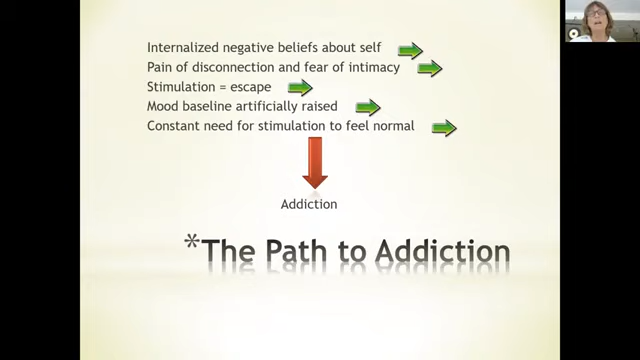 Internalized negative beliefs about self
Pain of disconnection and fear of intimacy
Stimulation = escape
Mood baseline artificially raised
Constant need for stimulation to feel normal
Addiction
*The Path to Addiction